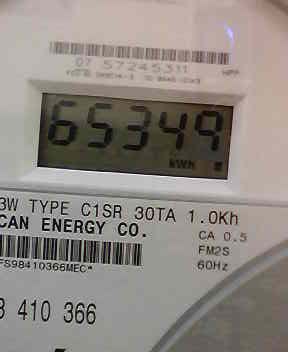 07 57245311
65349
kWh
3W TYPE C1SR 30TA 1.0Kh
CAN ENERGY CO.
CA 0.5
FM2S
60Hz
FS98410366MEC*
8 410 366